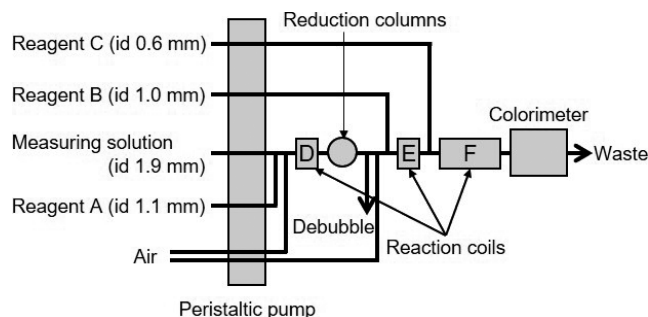 Reduction columns
Reagent C (id 0.6 mm)
Reagent B (id 1.0 mm)
Colorimeter
Measuring solution
(id 1.9 mm)
D
E
F
Waste
Reagent A (id 1.1 mm)
Debubble
Reaction coils
Air
Peristaltic pump